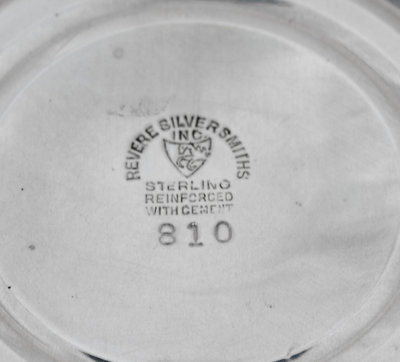 REVERE SILVERSMITHS
INC
STERLING
REINFORCED
WITH CEMENT
810